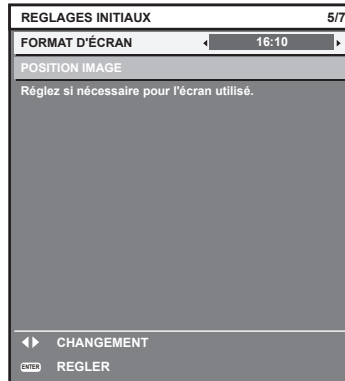 REGLAGES INITIAUX 5/7
FORMAT D'ÉCRAN 16:10
POSITION IMAGE
Réglez si nécessaire pour l'écran utilisé.
CHANGEMENT
ENTER REGLER